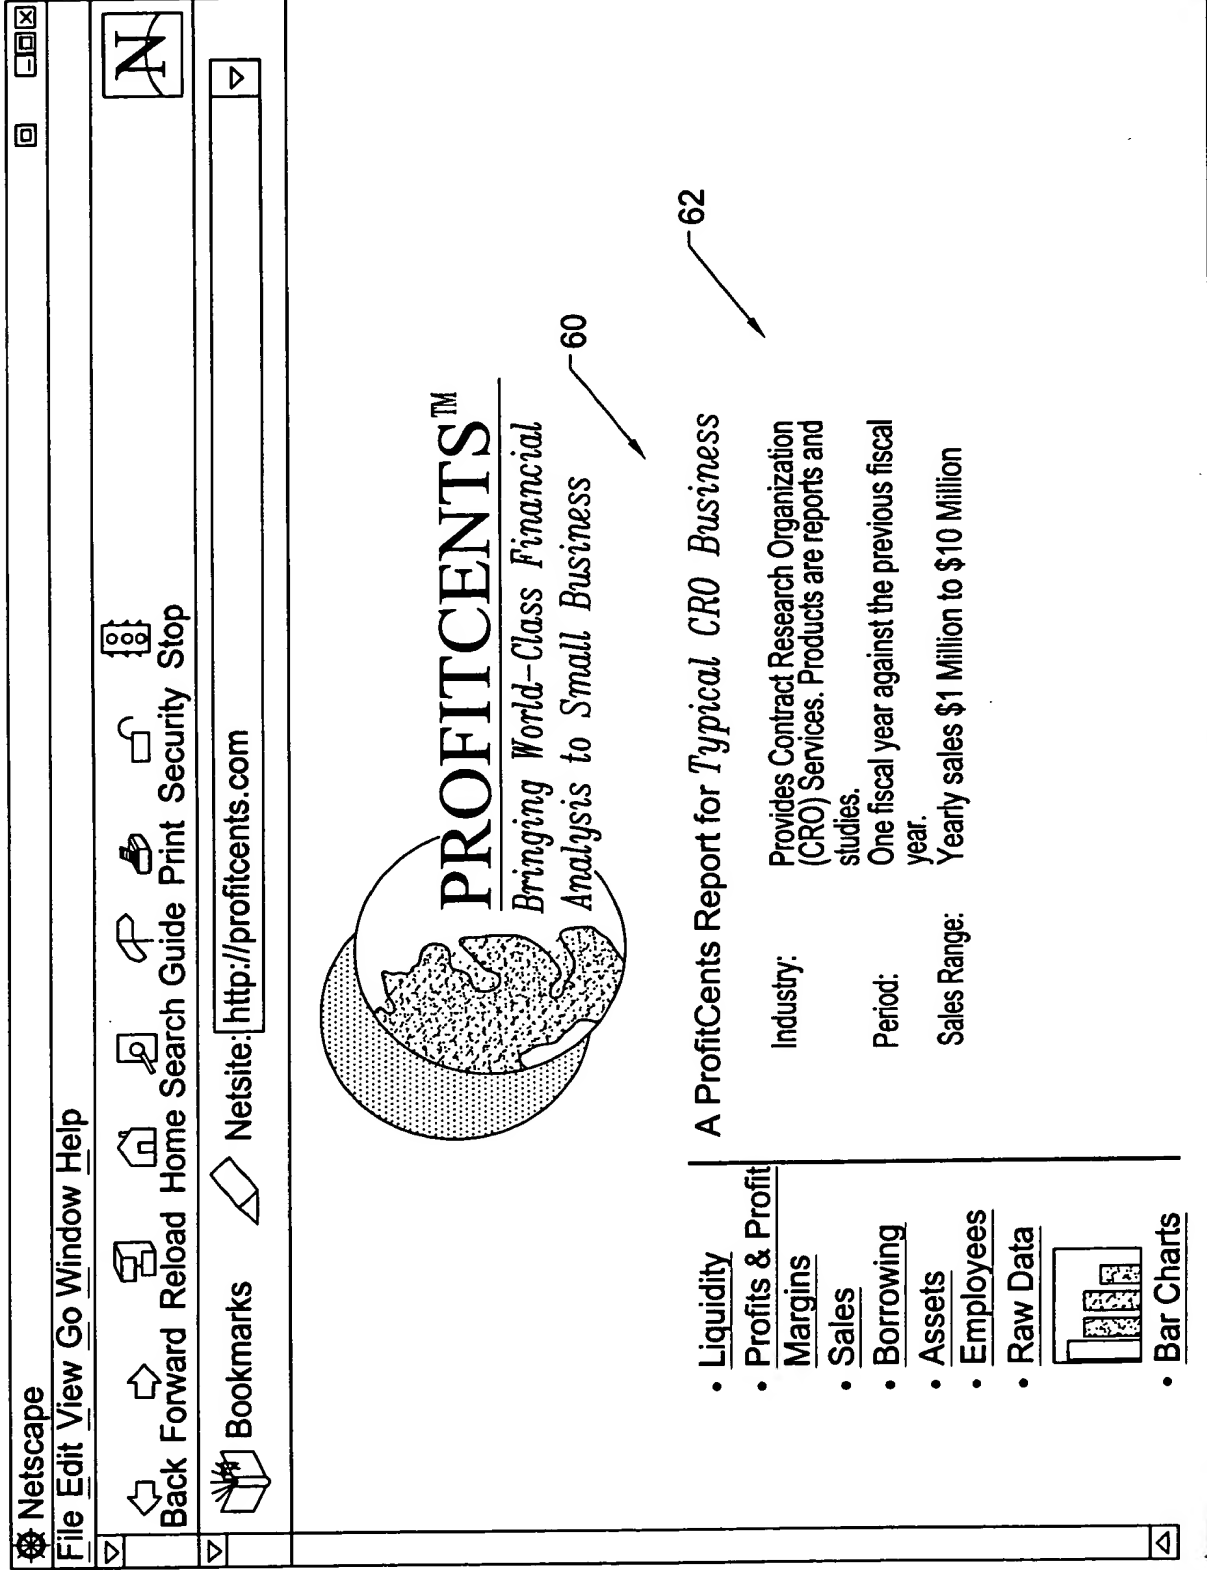 Netscape
File Edit View Go Window Help
Back Forward Reload Home Search Guide Print Security Stop
N
Bookmarks Netsite: http://profitcents.com
PROFITCENTS™
Bringing World-Class Financial
Analysis to Small Business
60
62
A ProfitCents Report for Typical CRO Business
Industry: Provides Contract Research Organization
(CRO) Services. Products are reports and
studies.
Period: One fiscal year against the previous fiscal
year.
Sales Range: Yearly sales $1 Million to $10 Million
• Liquidity
• Profits & Profit
Margins
• Sales
• Borrowing
• Assets
• Employees
• Raw Data
• Bar Charts